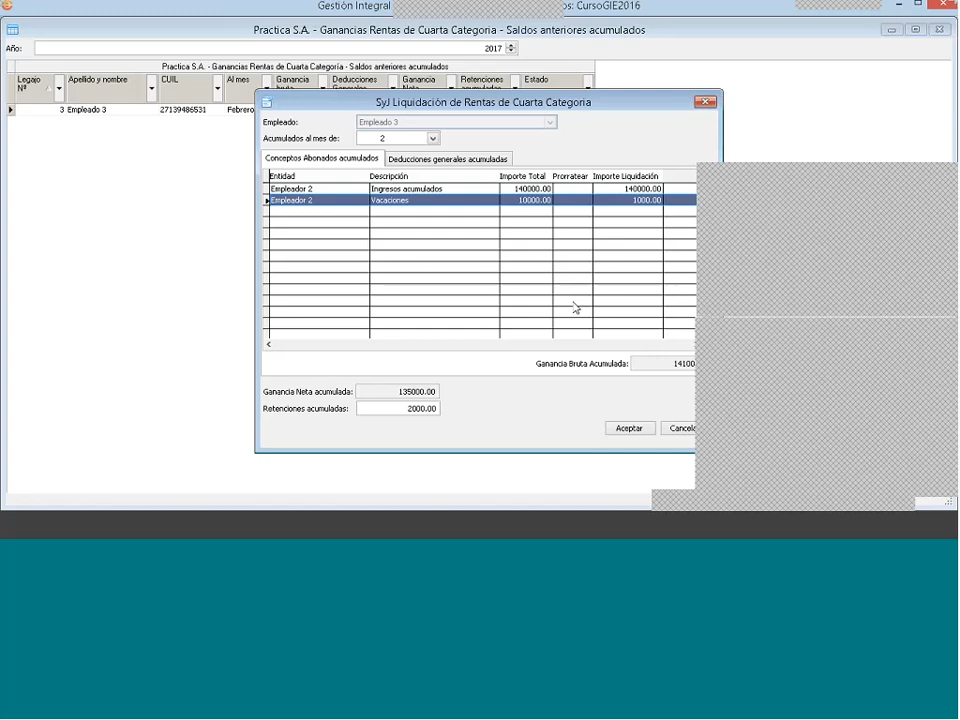 Gestión Integral os: CursoGIE2016
Practica S.A. - Ganancias Rentas de Cuarta Categoría - Saldos anteriores acumulados
Año: 2017
Practica S.A. - Ganancias Rentas de Cuarta Categoría - Saldos anteriores acumulados
Legajo Nº Apellido y nombre CUIL Al mes Ganancia Deducciones Ganancia Retenciones Estado
3 Empleado 3 27139486531 Febrero
SyJ Liquidación de Rentas de Cuarta Categoria
Empleado: Empleado 3
Acumulados al mes de: 2
Conceptos Abonados acumulados Deducciones generales acumuladas
Entidad Descripción Importe Total Prorratear Importe Liquidación
Empleador 2 Ingresos acumulados 140000.00 140000.00
Empleador 2 Vacaciones 10000.00 1000.00
Ganancia Bruta Acumulada: 14100
Ganancia Neta acumulada: 135000.00
Retenciones acumuladas: 2000.00
Aceptar Cancela